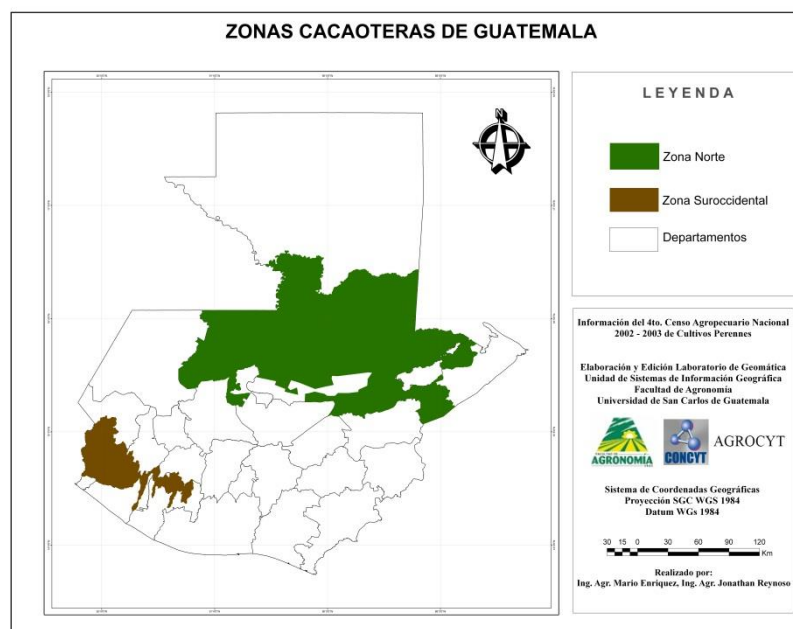 ZONAS CACAOTERAS DE GUATEMALA
N
LEYENDA
Zona Norte
Zona Suroccidental
Departamentos
Información del 4to. Censo Agropecuario Nacional
2002 - 2003 de Cultivos Perennes
Elaboración y Edición Laboratorio de Geomática
Unidad de Sistemas de Información Geográfica
Facultad de Agronomía
Universidad de San Carlos de Guatemala
AGRONOMÍA
CONCYT
AGROCYT
Sistema de Coordenadas Geográficas
Proyección SGC WGS 1984
Datum WGs 1984
30 15 0 30 60 90 120
Km
Realizado por:
Ing. Agr. Mario Enriquez, Ing. Agr. Jonathan Reynoso